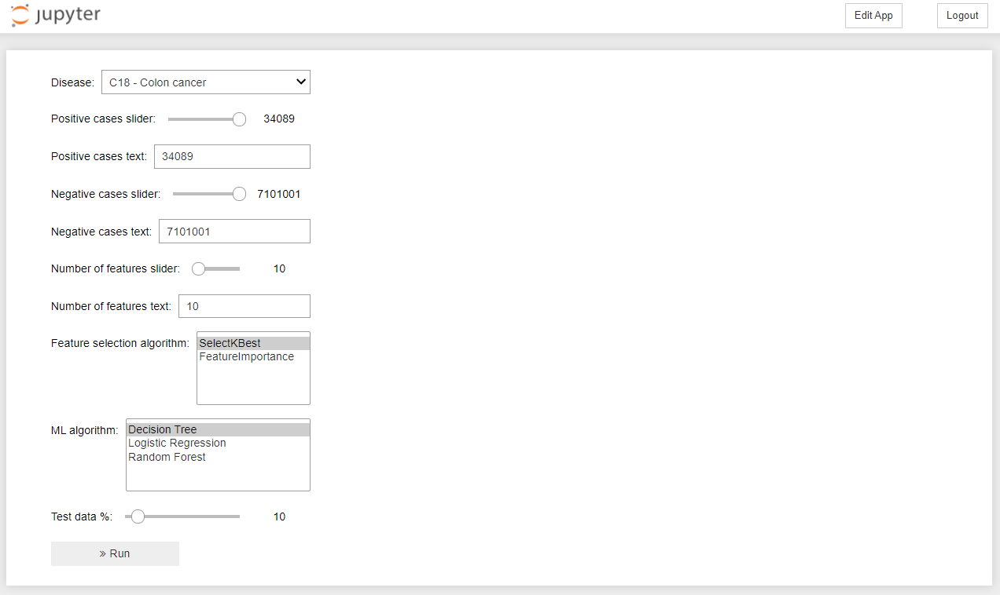 jupyter
Edit App
Logout
Disease: C18 - Colon cancer
Positive cases slider: 34089
Positive cases text: 34089
Negative cases slider: 7101001
Negative cases text: 7101001
Number of features slider: 10
Number of features text: 10
Feature selection algorithm: SelectKBest
FeatureImportance
ML algorithm: Decision Tree
Logistic Regression
Random Forest
Test data %: 10
» Run